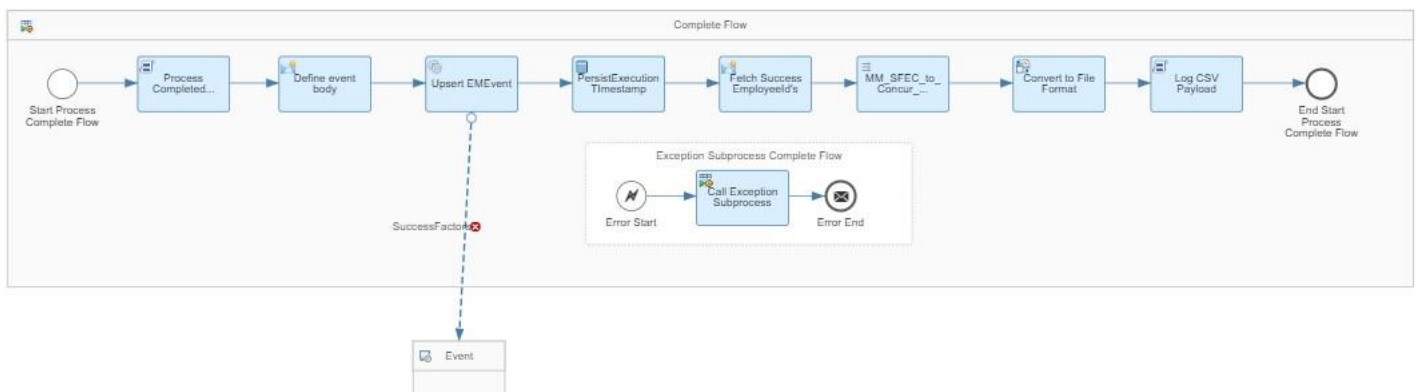 Complete Flow
Start Process
Complete Flow
Process
Completed...
Define event
body
Upsert EMEvent
PersistExecution
TImestamp
Fetch Success
EmployeeId's
MM_SFEC_to_
Concur_...
Convert to File
Format
Log CSV
Payload
End Start
Process
Complete Flow
Exception Subprocess Complete Flow
Error Start
Call Exception
Subprocess
Error End
SuccessFactors
Event